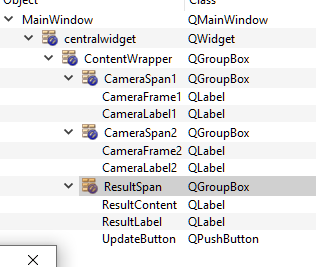 Object Class
MainWindow QMainWindow
centralwidget QWidget
ContentWrapper QGroupBox
CameraSpan1 QGroupBox
CameraFrame1 QLabel
CameraLabel1 QLabel
CameraSpan2 QGroupBox
CameraFrame2 QLabel
CameraLabel2 QLabel
ResultSpan QGroupBox
ResultContent QLabel
ResultLabel QLabel
UpdateButton QPushButton